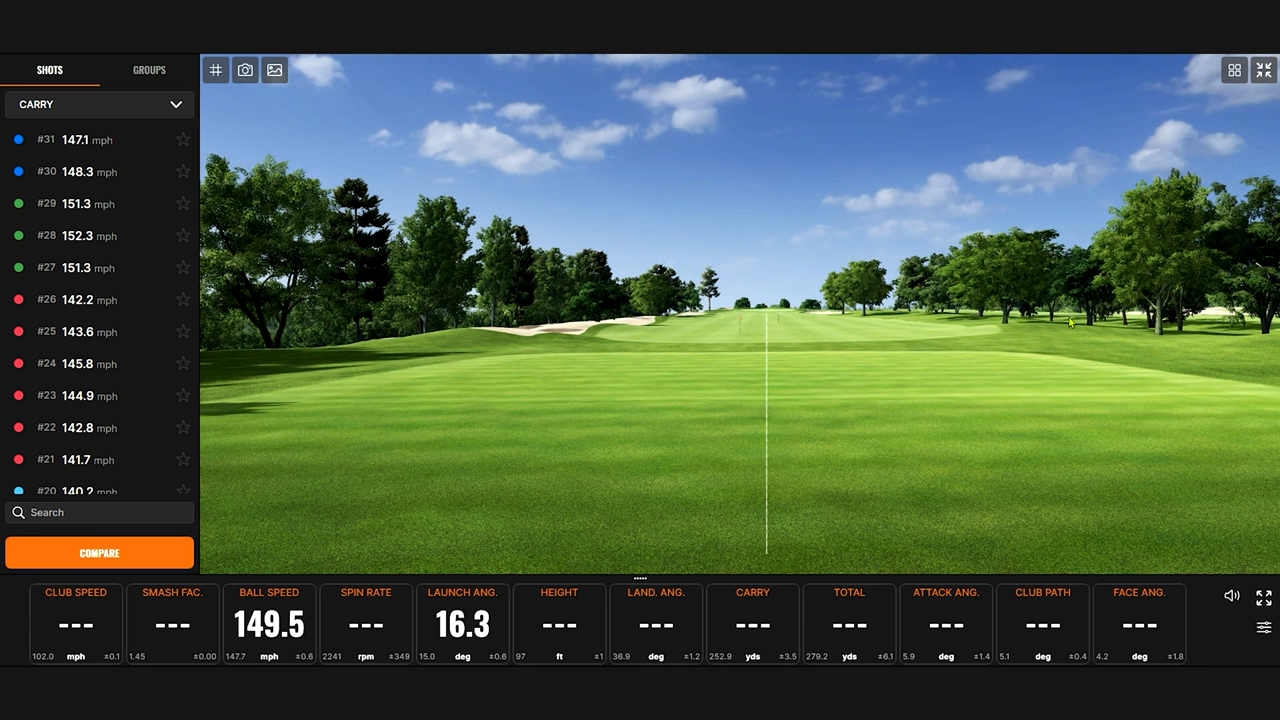 SHOTS GROUPS
CARRY
#31 147.1 mph
#30 148.3 mph
#29 151.3 mph
#28 152.3 mph
#27 151.3 mph
#26 142.2 mph
#25 143.6 mph
#24 145.8 mph
#23 144.9 mph
#22 142.8 mph
#21 141.7 mph
#20 140.2 mph
Search
COMPARE
CLUB SPEED SMASH FAC. BALL SPEED SPIN RATE LAUNCH ANG. HEIGHT LAND. ANG. CARRY TOTAL ATTACK ANG. CLUB PATH FACE ANG.
--- --- 149.5 --- 16.3 --- --- --- --- --- --- ---
102.0 mph ±0.1 1.45 ±0.00 147.7 mph ±0.6 2241 rpm ±349 15.0 deg ±0.6 97 ft ±1 36.9 deg ±1.2 252.9 yds ±3.5 279.2 yds ±6.1 5.9 deg ±1.4 5.1 deg ±0.4 4.2 deg ±1.8